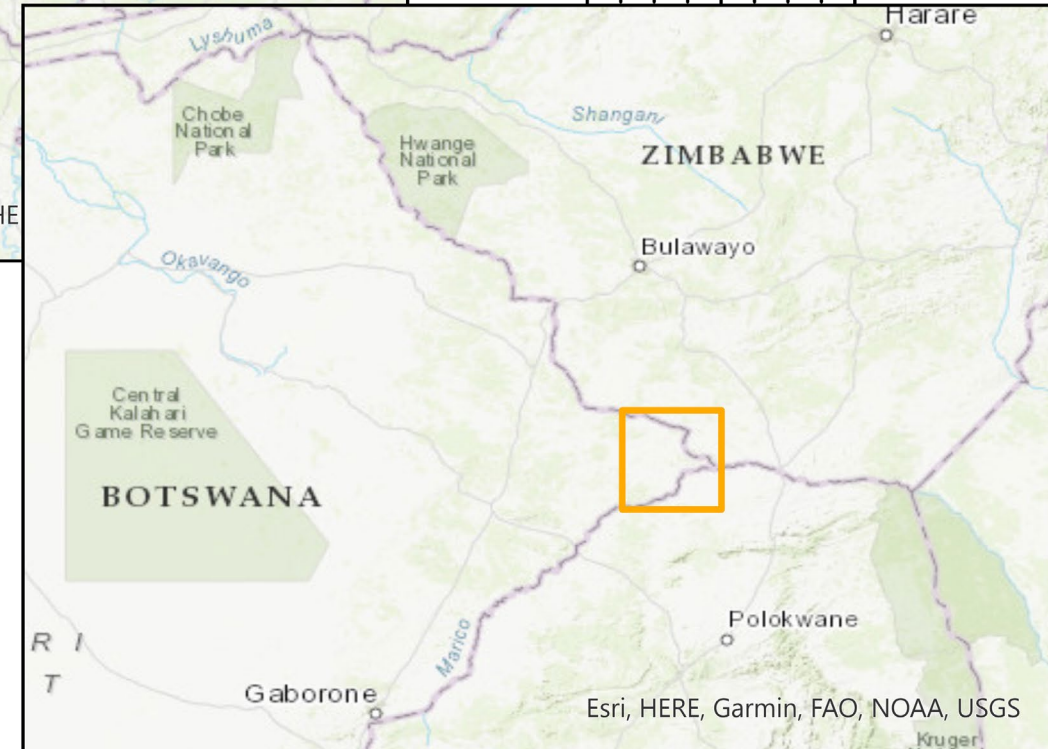 Harare
Lyshuma
Chobe
National
Park
Shangani
Hwange
National
Park
ZIMBABWE
HE
Bulawayo
Okavango
Central
Kalahari
Game Reserve
BOTSWANA
Polokwane
R I
T
Marico
Gaborone
Esri, HERE, Garmin, FAO, NOAA, USGS
Kruger